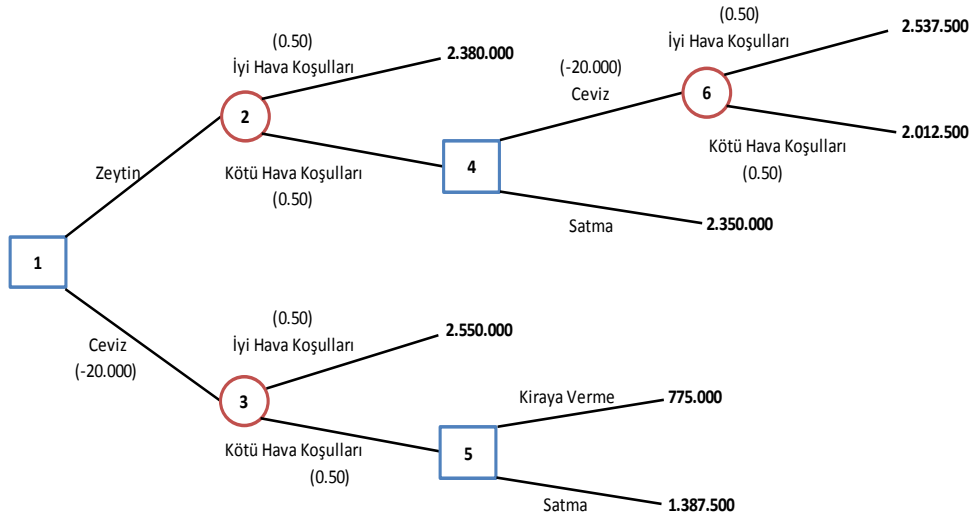 (0.50)
İyi Hava Koşulları
2.380.000
2
Zeytin
Kötü Hava Koşulları
(0.50)
(-20.000)
Ceviz
4
(0.50)
İyi Hava Koşulları
2.537.500
6
2.012.500
Kötü Hava Koşulları
(0.50)
Satma
2.350.000
1
Ceviz
(-20.000)
(0.50)
İyi Hava Koşulları
2.550.000
3
Kötü Hava Koşulları
(0.50)
Kiraya Verme
775.000
5
Satma
1.387.500